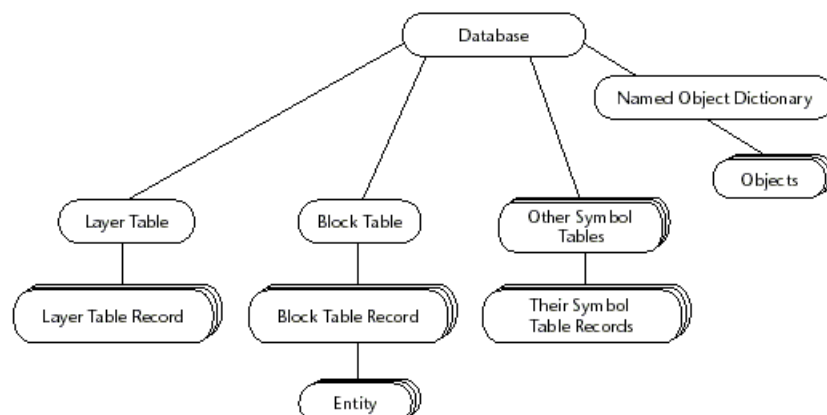 Database
Named Object Dictionary
Objects
Layer Table
Block Table
Other Symbol
Tables
Layer Table Record
Block Table Record
Their Symbol
Table Records
Entity